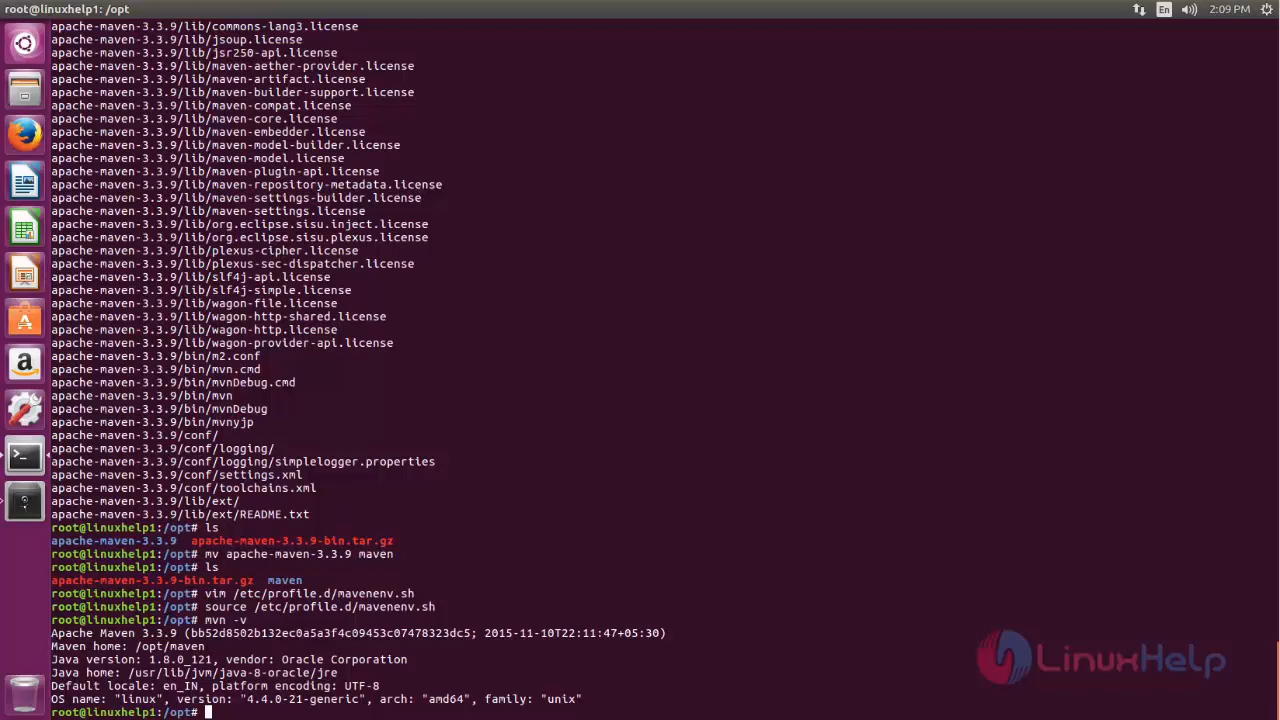 root@linuxhelp1: /opt
En
2:09 PM
apache-maven-3.3.9/lib/commons-lang3.license
apache-maven-3.3.9/lib/jsoup.license
apache-maven-3.3.9/lib/jsr250-api.license
apache-maven-3.3.9/lib/maven-aether-provider.license
apache-maven-3.3.9/lib/maven-artifact.license
apache-maven-3.3.9/lib/maven-builder-support.license
apache-maven-3.3.9/lib/maven-compat.license
apache-maven-3.3.9/lib/maven-core.license
apache-maven-3.3.9/lib/maven-embedder.license
apache-maven-3.3.9/lib/maven-model-builder.license
apache-maven-3.3.9/lib/maven-model.license
apache-maven-3.3.9/lib/maven-plugin-api.license
apache-maven-3.3.9/lib/maven-repository-metadata.license
apache-maven-3.3.9/lib/maven-settings-builder.license
apache-maven-3.3.9/lib/maven-settings.license
apache-maven-3.3.9/lib/org.eclipse.sisu.inject.license
apache-maven-3.3.9/lib/org.eclipse.sisu.plexus.license
apache-maven-3.3.9/lib/plexus-cipher.license
apache-maven-3.3.9/lib/plexus-sec-dispatcher.license
apache-maven-3.3.9/lib/slf4j-api.license
apache-maven-3.3.9/lib/slf4j-simple.license
apache-maven-3.3.9/lib/wagon-file.license
apache-maven-3.3.9/lib/wagon-http-shared.license
apache-maven-3.3.9/lib/wagon-http.license
apache-maven-3.3.9/lib/wagon-provider-api.license
apache-maven-3.3.9/bin/m2.conf
apache-maven-3.3.9/bin/mvn.cmd
apache-maven-3.3.9/bin/mvnDebug.cmd
apache-maven-3.3.9/bin/mvn
apache-maven-3.3.9/bin/mvnDebug
apache-maven-3.3.9/bin/mvnyjp
apache-maven-3.3.9/conf/
apache-maven-3.3.9/conf/logging/
apache-maven-3.3.9/conf/logging/simplelogger.properties
apache-maven-3.3.9/conf/settings.xml
apache-maven-3.3.9/conf/toolchains.xml
apache-maven-3.3.9/lib/ext/
apache-maven-3.3.9/lib/ext/README.txt
root@linuxhelp1:/opt# ls
apache-maven-3.3.9  apache-maven-3.3.9-bin.tar.gz
root@linuxhelp1:/opt# mv apache-maven-3.3.9 maven
root@linuxhelp1:/opt# ls
apache-maven-3.3.9-bin.tar.gz  maven
root@linuxhelp1:/opt# vim /etc/profile.d/mavenenv.sh
root@linuxhelp1:/opt# source /etc/profile.d/mavenenv.sh
root@linuxhelp1:/opt# mvn -v
Apache Maven 3.3.9 (bb52d8502b132ec0a5a3f4c09453c07478323dc5; 2015-11-10T22:11:47+05:30)
Maven home: /opt/maven
Java version: 1.8.0_121, vendor: Oracle Corporation
Java home: /usr/lib/jvm/java-8-oracle/jre
Default locale: en_IN, platform encoding: UTF-8
OS name: "linux", version: "4.4.0-21-generic", arch: "amd64", family: "unix"
root@linuxhelp1:/opt#
LinuxHelp